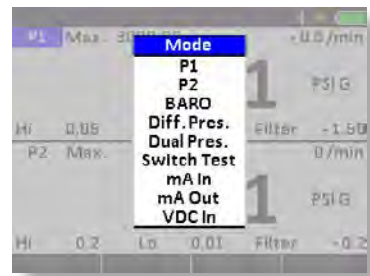 P1 Max. 3000.00 -0.0/min
Mode
P1
P2
BARO
Diff. Pres.
Dual Pres.
Switch Test
mA In
mA Out
VDC In
1 PSI G
Hi 0.05 Filter -1.50
P2 Max. 0/min
1 PSI G
Hi 0.2 Lo 0.01 Filter -0.2